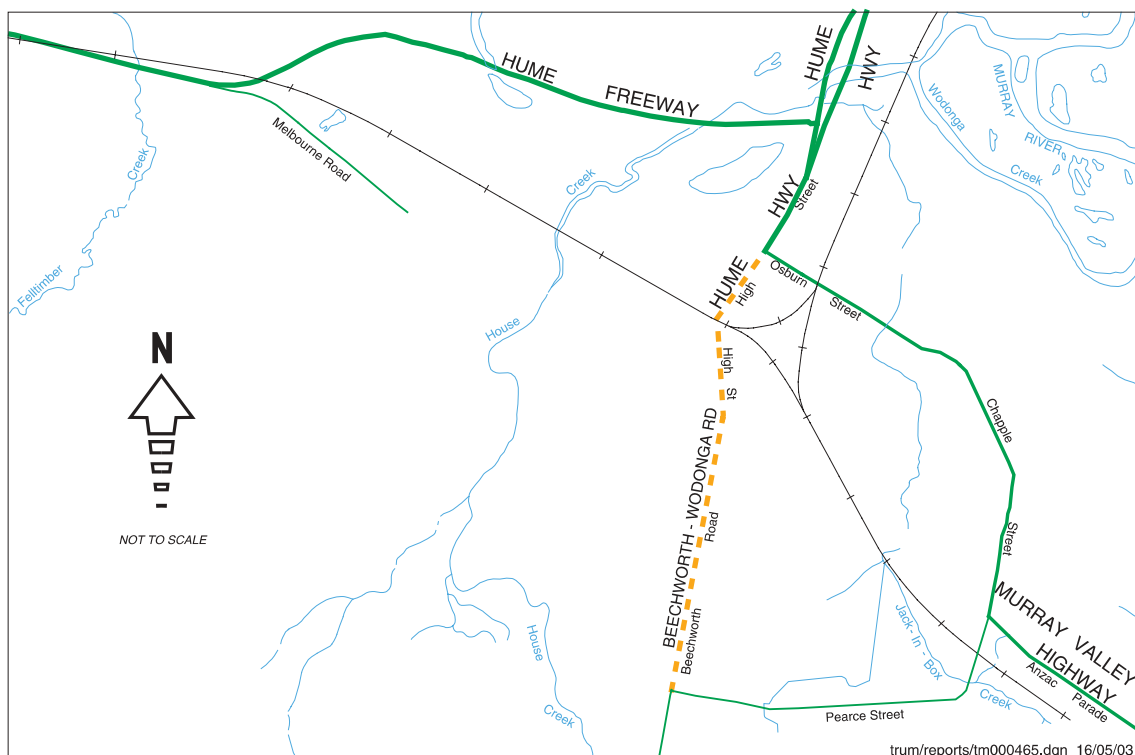 HUME
FREEWAY
HUME
HWY
MURRAY
RIVER
Wodonga
Creek
Melbourne Road
Creek
Felltimber
Creek
House
HWY
Street
HUME
High
Osburn
Street
High St
N
NOT TO SCALE
BEECHWORTH - WODONGA RD
Beechworth
Road
Chapple
Street
MURRAY VALLEY
HIGHWAY
Anzac
Parade
Jack - In - Box
Creek
House
Creek
Pearce Street
trum/reports/tm000465.dgn 16/05/03